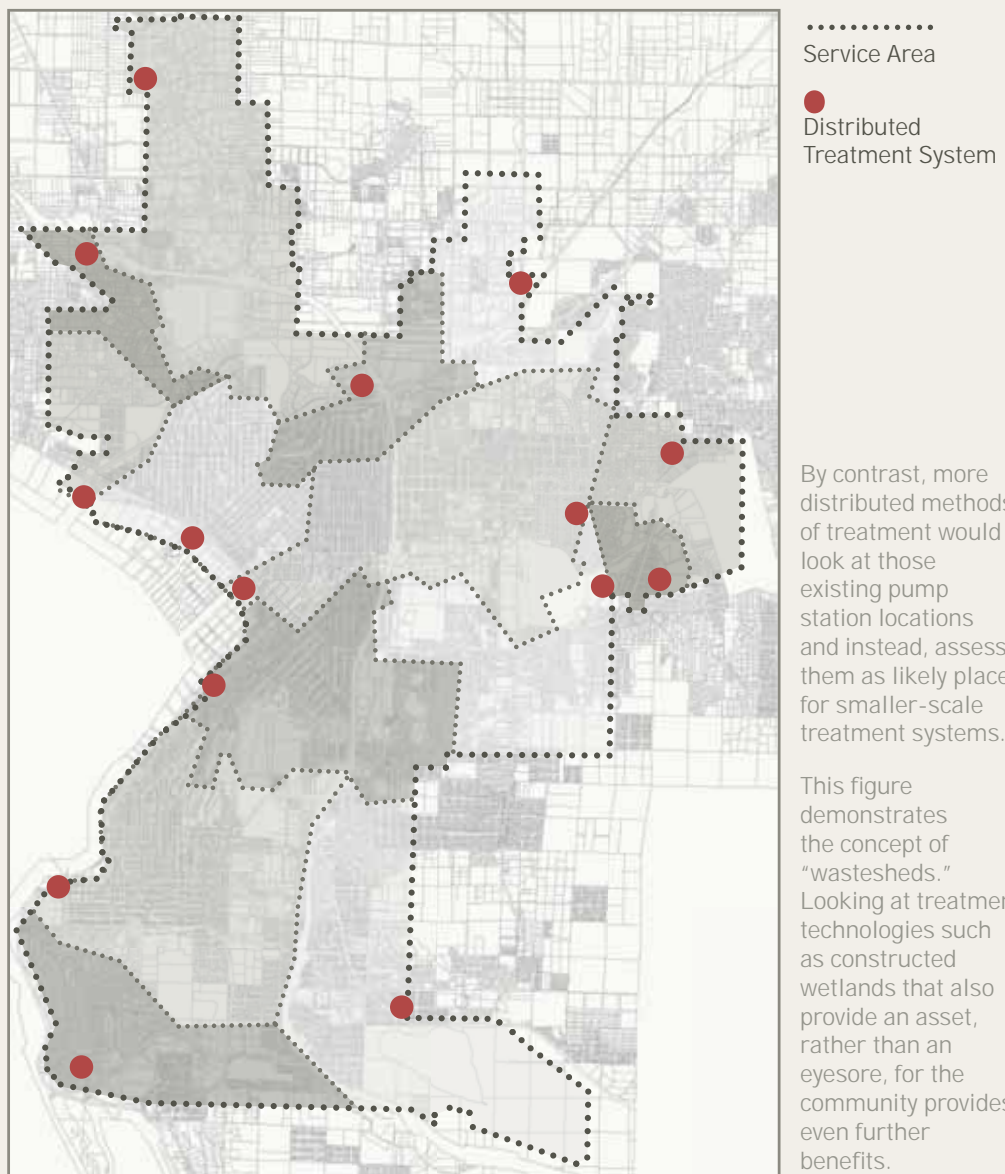 Service Area
Distributed
Treatment System
By contrast, more
distributed methods
of treatment would
look at those
existing pump
station locations
and instead, assess
them as likely place
for smaller-scale
treatment systems.
This figure
demonstrates
the concept of
“wastesheds.”
Looking at treatmen
technologies such
as constructed
wetlands that also
provide an asset,
rather than an
eyesore, for the
community provides
even further
benefits.